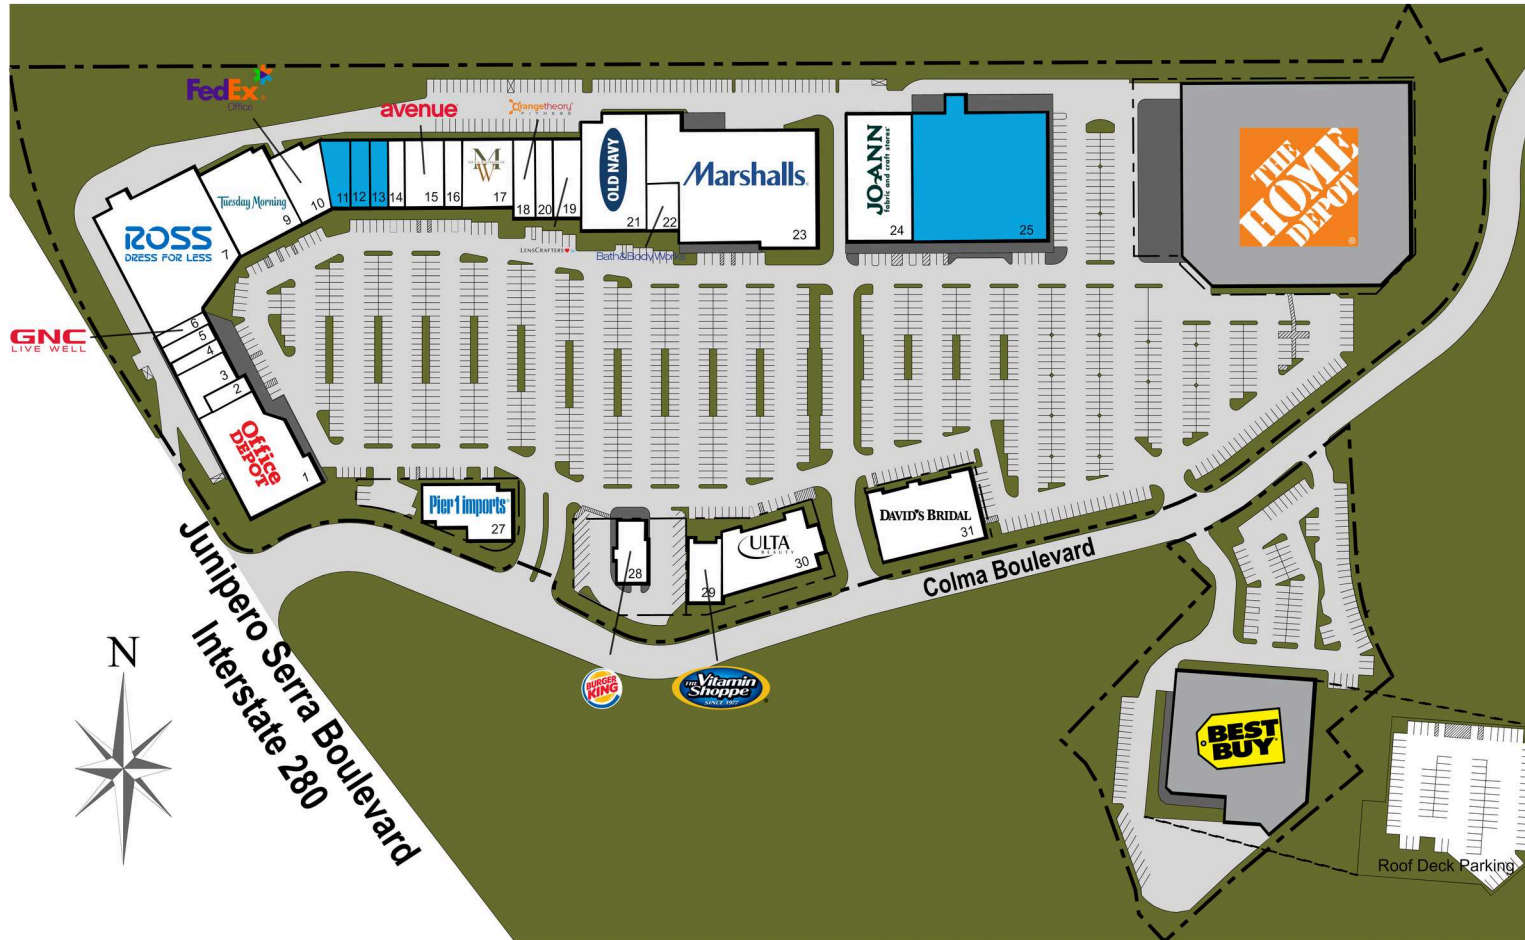 FedEx
Office
avenue
Orangetheory
FITNESS
MW
OLD NAVY
Marshalls
JO-ANN
fabric and craft stores
THE
HOME
DEPOT
ROSS
DRESS FOR LESS
Tuesday Morning
7
9
10
11
12
13
14
15
16
17
18
20
19
21
22
23
24
25
LENSCRAFTERS
Bath&BodyWorks
GNC
LIVE WELL
6
5
4
3
2
1
Office
DEPOT
Pier 1 imports
27
28
29
ULTA
BEAUTY
30
DAVID'S BRIDAL
31
Colma Boulevard
BURGER
KING
THE Vitamin
Shoppe
SINCE 1977
Junipero Serra Boulevard
Interstate 280
N
BEST
BUY
Roof Deck Parking